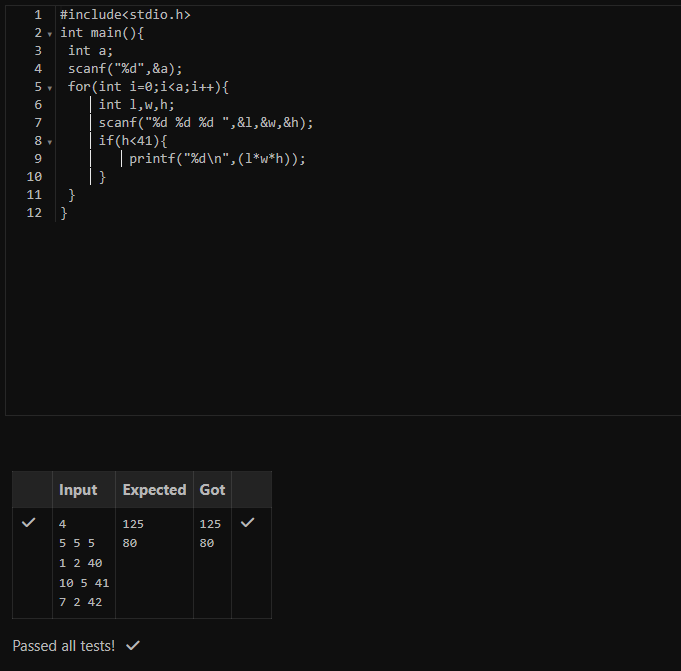 1 #include<stdio.h>
2 int main(){
3 int a;
4 scanf("%d",&a);
5 for(int i=0;i<a;i++){
6 int l,w,h;
7 scanf("%d %d %d ",&l,&w,&h);
8 if(h<41){
9 printf("%d\n",(l*w*h));
10 }
11 }
12 }
Input Expected Got
4 125 125
5 5 5 80 80
1 2 40
10 5 41
7 2 42
Passed all tests!